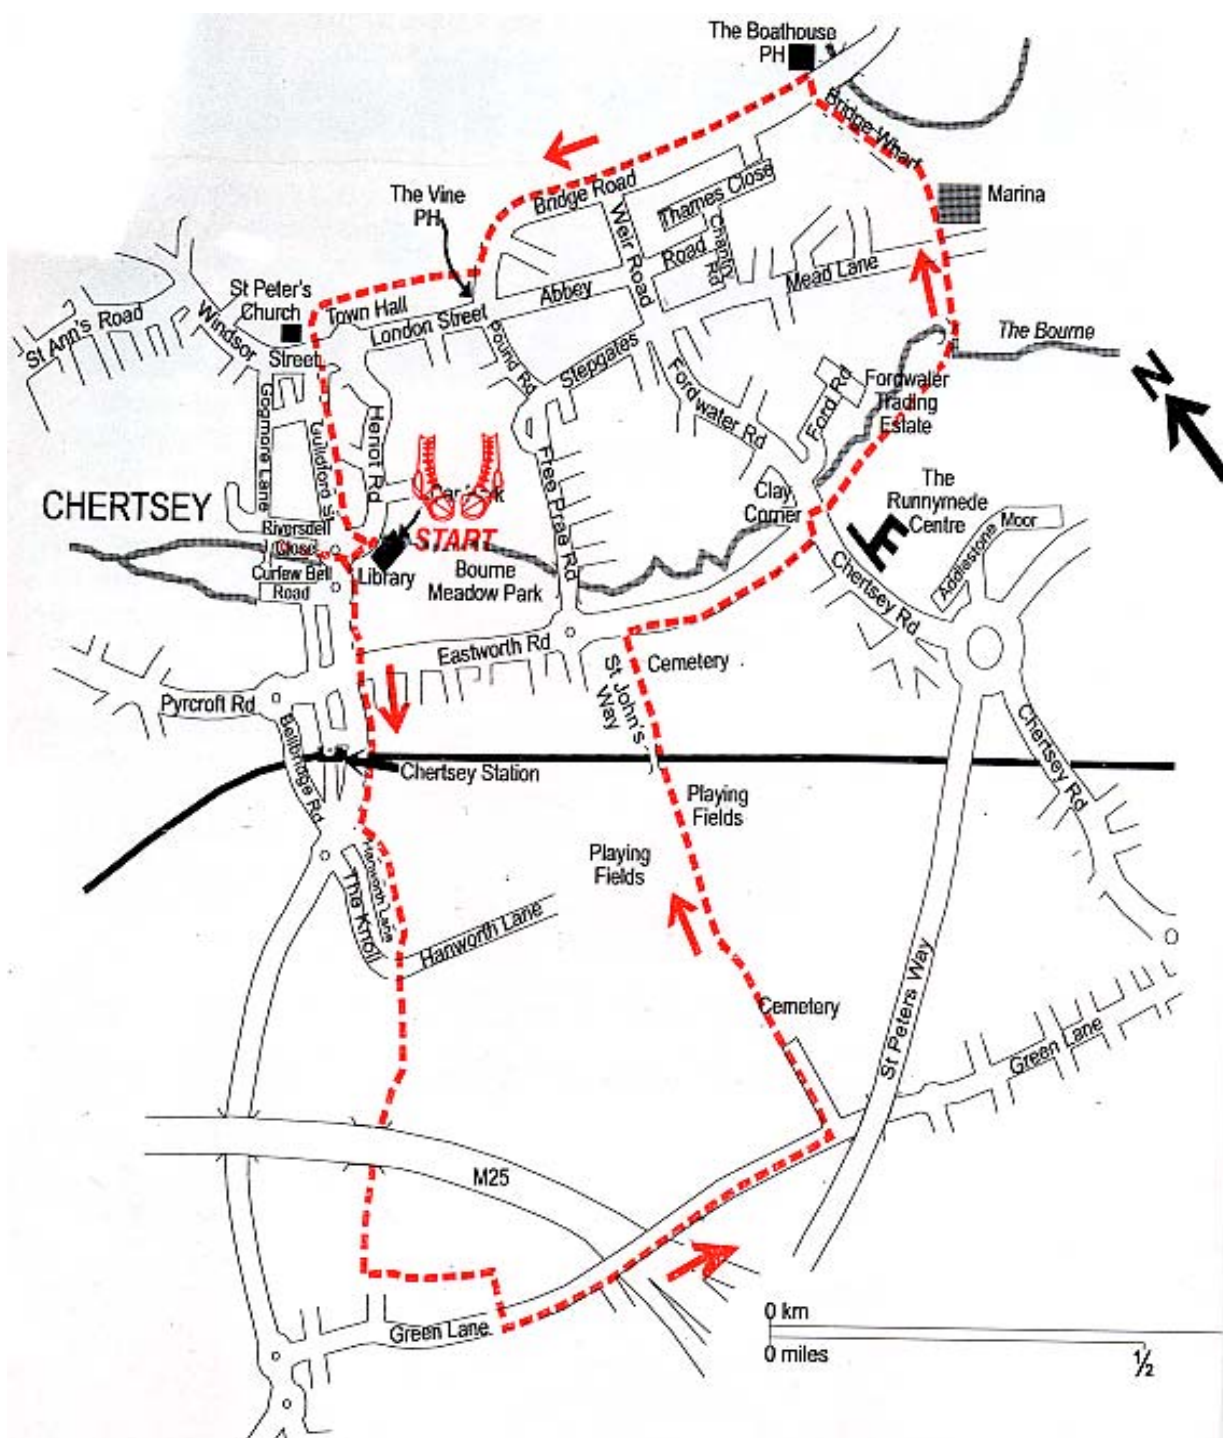 The Boathouse
PH
Bridge Wharf
Marina
Bridge Road
Thames Close
Chantry
Rd
Weir Road
Road
Abbey
Mead Lane
The Vine
PH
St Peter's
Church
Town Hall
London Street
St Ann's Road
Windsor
Street
Pound Rd
Stepgates
The Bourne
N
Fordwater Rd
Ford Rd
Fordwater
Trading
Estate
Gogmore Lane
Guildford St
Heriot Rd
Free Prae Rd
CHERTSEY
START
Clay
Corner
The
Runnymede
Centre
Addlestone Moor
Riversdell
Close
Curfew Bell
Road
Library
Bourne
Meadow Park
Chertsey Rd
Eastworth Rd
St John's
Way
Cemetery
Pyrcroft Rd
Bellbridge Rd
Chertsey Station
Chertsey Rd
Playing
Fields
Playing
Fields
Hanworth Lane
The Knoll
Hanworth Lane
St Peters Way
Cemetery
Green Lane
M25
Green Lane
0 km
0 miles
½